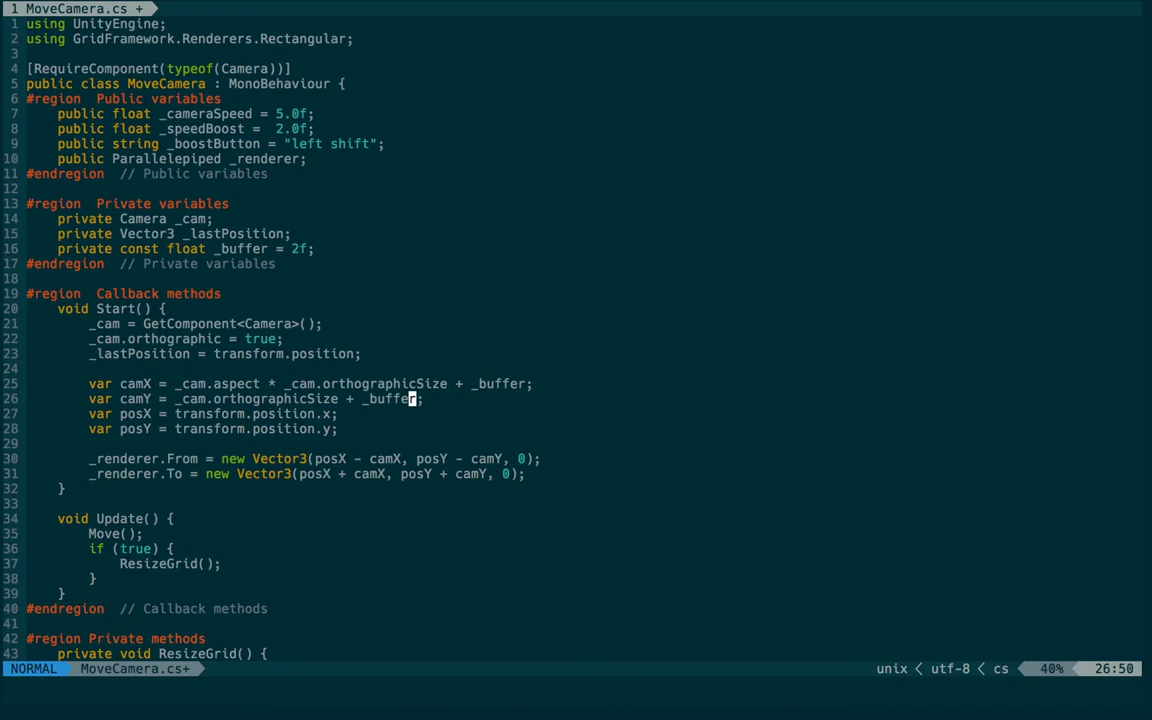 1 MoveCamera.cs +
1 using UnityEngine;
2 using GridFramework.Renderers.Rectangular;
3
4 [RequireComponent(typeof(Camera))]
5 public class MoveCamera : MonoBehaviour {
6 #region  Public variables
7     public float _cameraSpeed = 5.0f;
8     public float _speedBoost =  2.0f;
9     public string _boostButton = "left shift";
10     public Parallelepiped _renderer;
11 #endregion  // Public variables
12
13 #region  Private variables
14     private Camera _cam;
15     private Vector3 _lastPosition;
16     private const float _buffer = 2f;
17 #endregion  // Private variables
18
19 #region  Callback methods
20     void Start() {
21         _cam = GetComponent<Camera>();
22         _cam.orthographic = true;
23         _lastPosition = transform.position;
24
25         var camX = _cam.aspect * _cam.orthographicSize + _buffer;
26         var camY = _cam.orthographicSize + _buffer;
27         var posX = transform.position.x;
28         var posY = transform.position.y;
29
30         _renderer.From = new Vector3(posX - camX, posY - camY, 0);
31         _renderer.To = new Vector3(posX + camX, posY + camY, 0);
32     }
33
34     void Update() {
35         Move();
36         if (true) {
37             ResizeGrid();
38         }
39     }
40 #endregion  // Callback methods
41
42 #region Private methods
43     private void ResizeGrid() {
NORMAL MoveCamera.cs+ unix < utf-8 < cs 40% 26:50